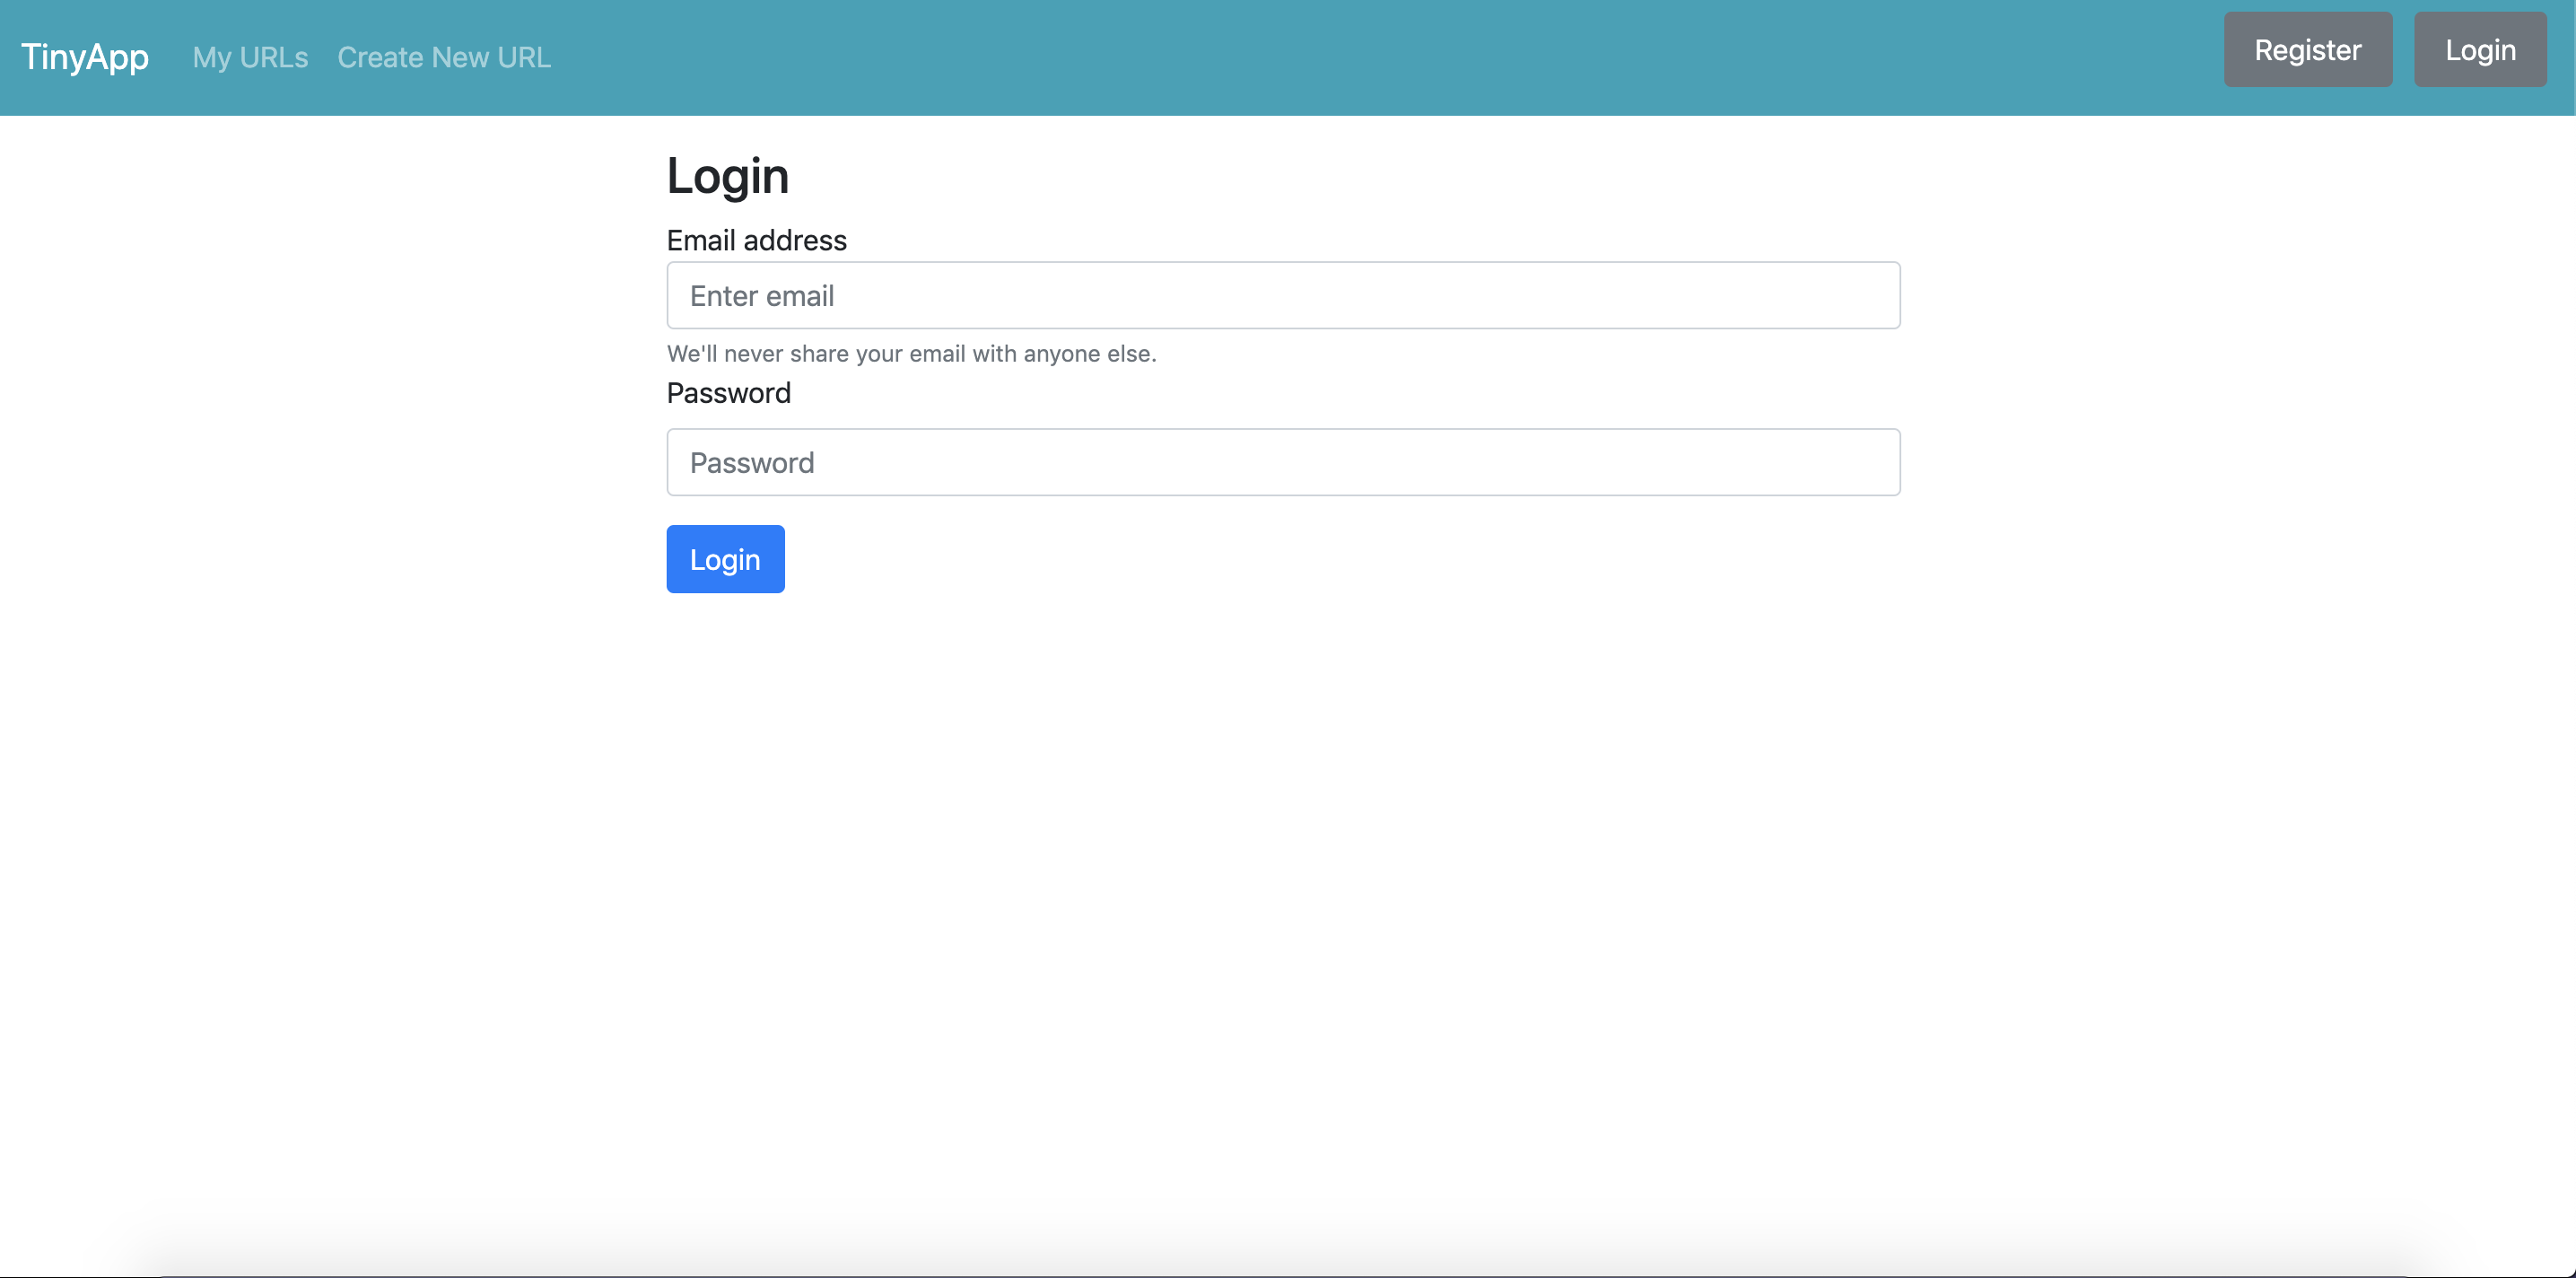 TinyApp My URLs Create New URL Register Login
Login
Email address
Enter email
We'll never share your email with anyone else.
Password
Password
Login